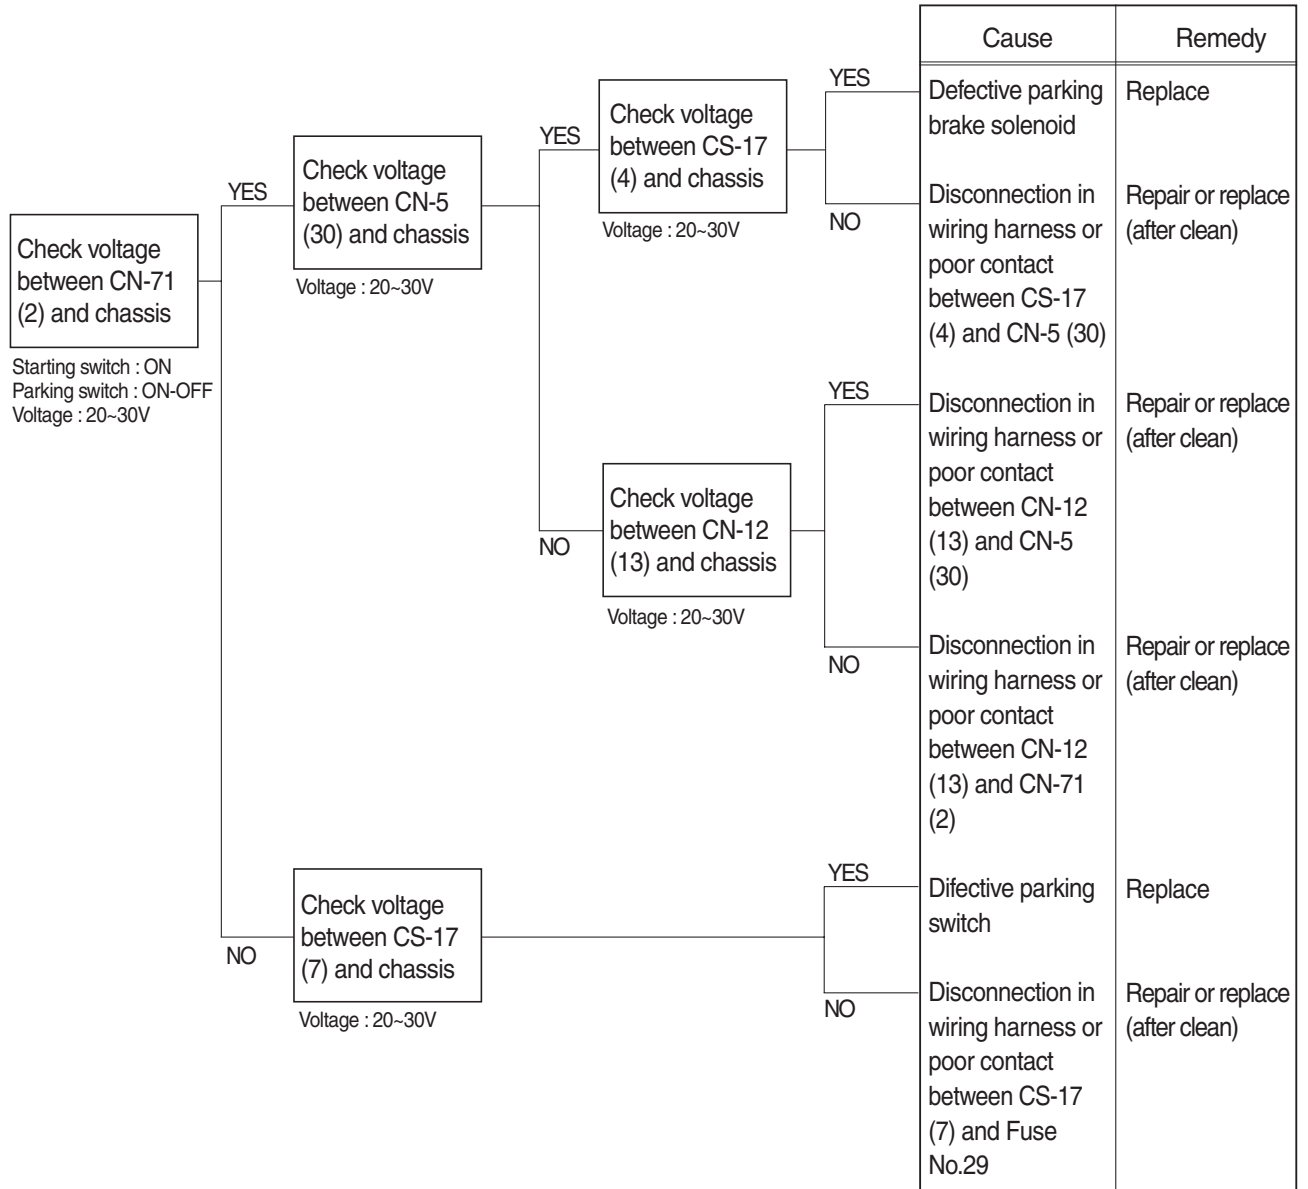 Check voltage
between CN-71
(2) and chassis
Starting switch : ON
Parking switch : ON-OFF
Voltage : 20~30V
YES
Check voltage
between CN-5
(30) and chassis
Voltage : 20~30V
YES
Check voltage
between CS-17
(4) and chassis
Voltage : 20~30V
YES
NO
NO
Check voltage
between CN-12
(13) and chassis
Voltage : 20~30V
YES
NO
NO
Check voltage
between CS-17
(7) and chassis
Voltage : 20~30V
YES
NO
Cause
Remedy
Defective parking
brake solenoid
Replace
Disconnection in
wiring harness or
poor contact
between CS-17
(4) and CN-5 (30)
Repair or replace
(after clean)
Disconnection in
wiring harness or
poor contact
between CN-12
(13) and CN-5
(30)
Repair or replace
(after clean)
Disconnection in
wiring harness or
poor contact
between CN-12
(13) and CN-71
(2)
Repair or replace
(after clean)
Difective parking
switch
Replace
Disconnection in
wiring harness or
poor contact
between CS-17
(7) and Fuse
No.29
Repair or replace
(after clean)